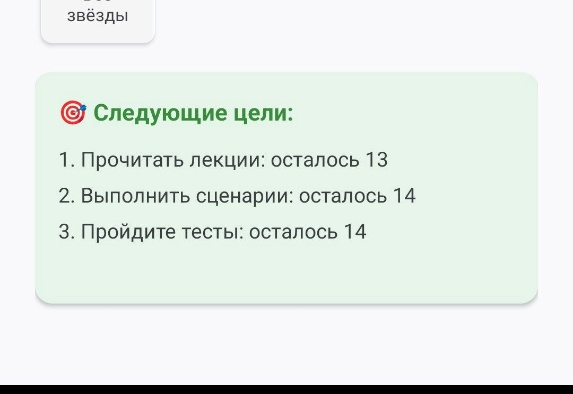 звёзды
Следующие цели:
1. Прочитать лекции: осталось 13
2. Выполнить сценарии: осталось 14
3. Пройдите тесты: осталось 14